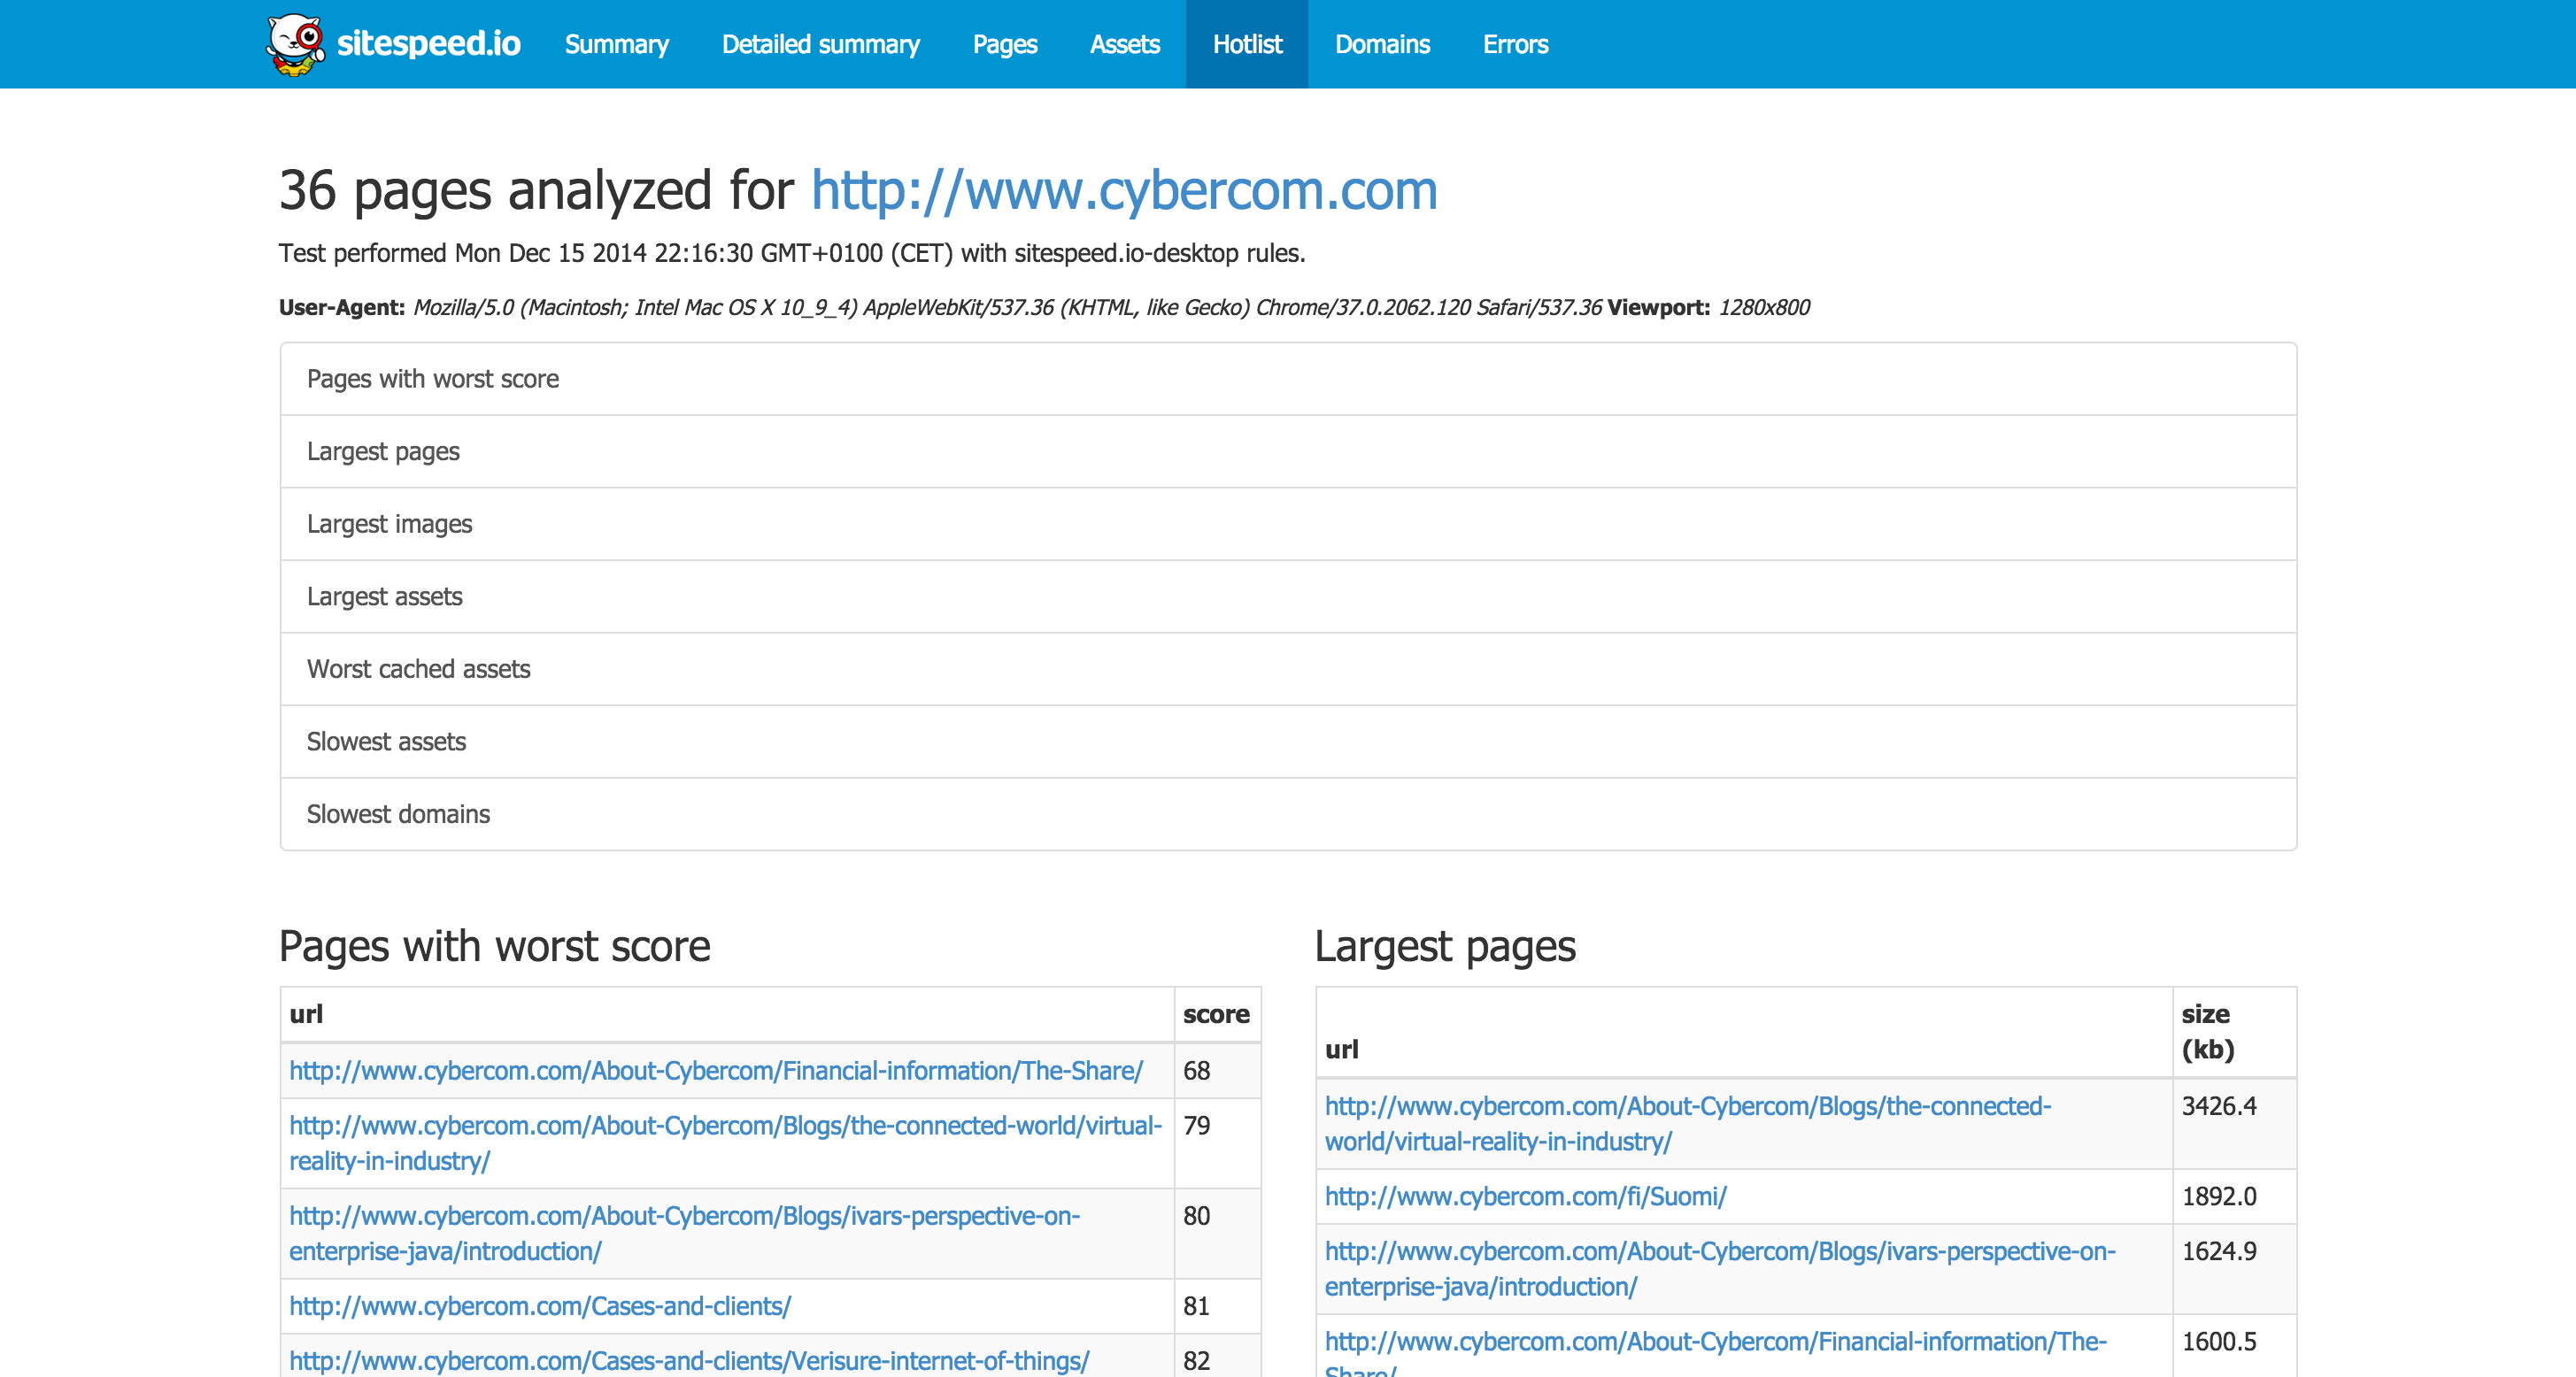 sitespeed.io Summary Detailed summary Pages Assets Hotlist Domains Errors
36 pages analyzed for http://www.cybercom.com
Test performed Mon Dec 15 2014 22:16:30 GMT+0100 (CET) with sitespeed.io-desktop rules.
User-Agent: Mozilla/5.0 (Macintosh; Intel Mac OS X 10_9_4) AppleWebKit/537.36 (KHTML, like Gecko) Chrome/37.0.2062.120 Safari/537.36 Viewport: 1280x800
Pages with worst score
Largest pages
Largest images
Largest assets
Worst cached assets
Slowest assets
Slowest domains
Pages with worst score
url score
http://www.cybercom.com/About-Cybercom/Financial-information/The-Share/ 68
http://www.cybercom.com/About-Cybercom/Blogs/the-connected-world/virtual- 79
reality-in-industry/
http://www.cybercom.com/About-Cybercom/Blogs/ivars-perspective-on- 80
enterprise-java/introduction/
http://www.cybercom.com/Cases-and-clients/ 81
http://www.cybercom.com/Cases-and-clients/Verisure-internet-of-things/ 82
Largest pages
size
url (kb)
http://www.cybercom.com/About-Cybercom/Blogs/the-connected- 3426.4
world/virtual-reality-in-industry/
http://www.cybercom.com/fi/Suomi/ 1892.0
http://www.cybercom.com/About-Cybercom/Blogs/ivars-perspective-on- 1624.9
enterprise-java/introduction/
http://www.cybercom.com/About-Cybercom/Financial-information/The- 1600.5
Share/